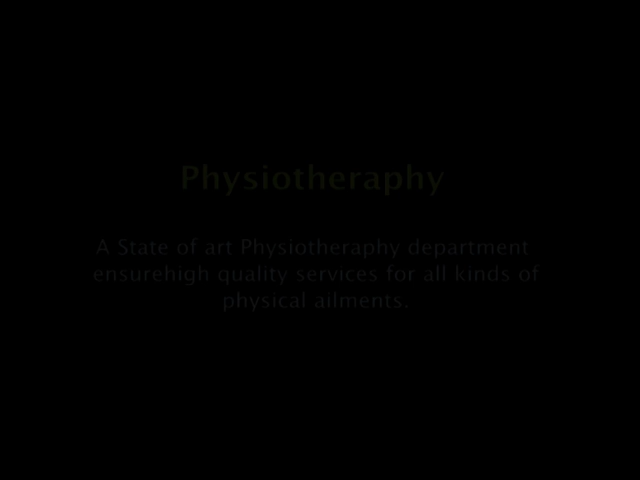 Physiotheraphy
A State of art Physiotheraphy department
ensurehigh quality services for all kinds of
physical ailments.